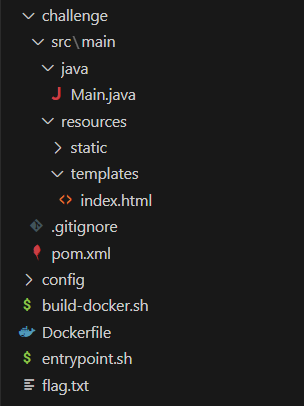 challenge
src\main
java
Main.java
resources
static
templates
index.html
.gitignore
pom.xml
config
build-docker.sh
Dockerfile
entrypoint.sh
flag.txt